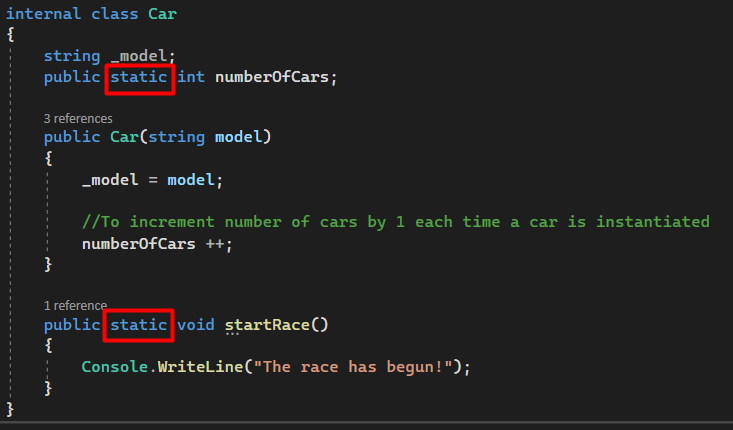 internal class Car
{
string _model;
public static int numberOfCars;
3 references
public Car(string model)
{
_model = model;
//To increment number of cars by 1 each time a car is instantiated
numberOfCars ++;
}
1 reference
public static void startRace()
{
Console.WriteLine("The race has begun!");
}
}